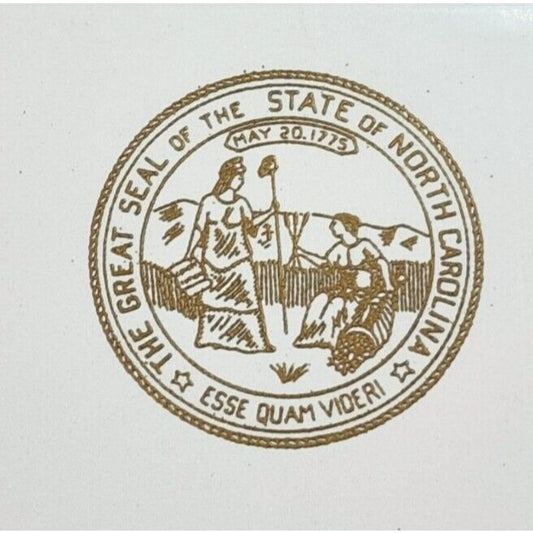 THE GREAT SEAL OF THE STATE OF NORTH CAROLINA
MAY 20.1775
ESSE QUAM VIDERI